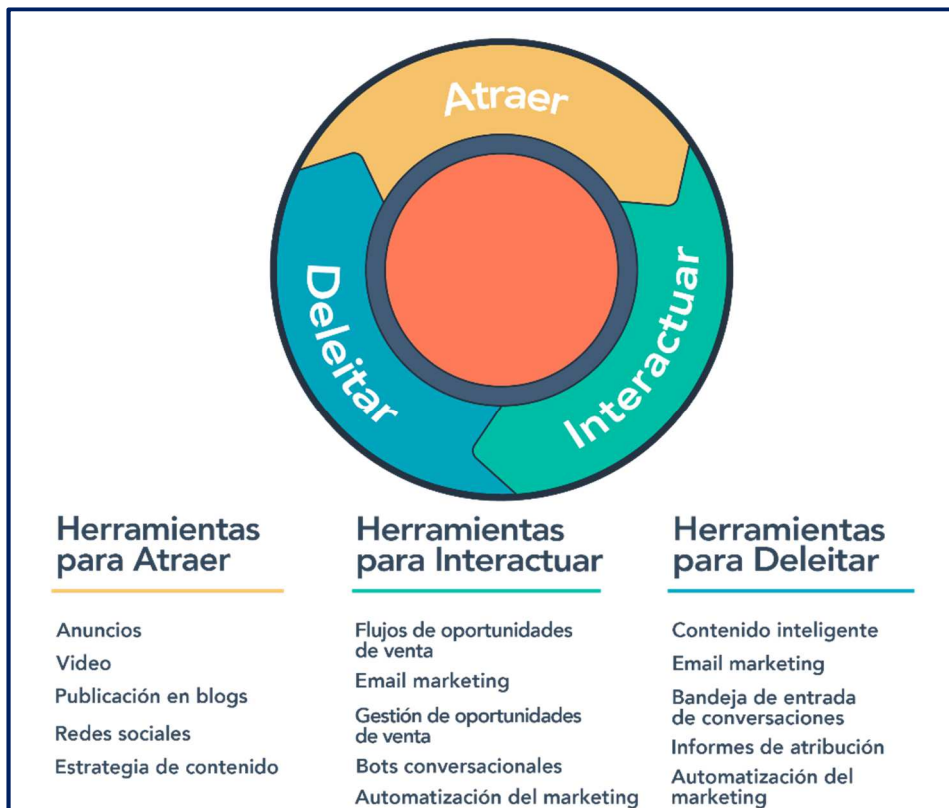 Atraer
Interactuar
Deleitar
Herramientas
para Atraer
Anuncios
Video
Publicación en blogs
Redes sociales
Estrategia de contenido
Herramientas
para Interactuar
Flujos de oportunidades
de venta
Email marketing
Gestión de oportunidades
de venta
Bots conversacionales
Automatización del marketing
Herramientas
para Deleitar
Contenido inteligente
Email marketing
Bandeja de entrada
de conversaciones
Informes de atribución
Automatización del
marketing